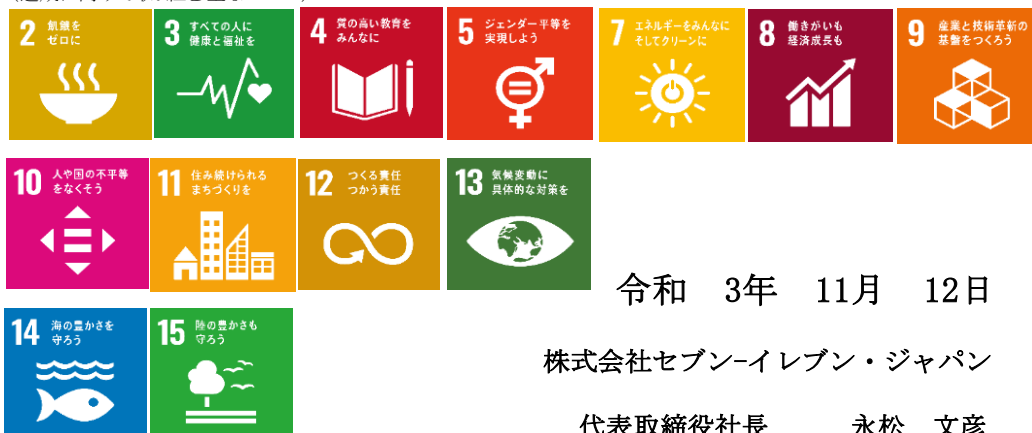 2 飢餓を
ゼロに
3 すべての人に
健康と福祉を
4 質の高い教育を
みんなに
5 ジェンダー平等を
実現しよう
7 エネルギーをみんなに
そしてクリーンに
8 働きがいも
経済成長も
9 産業と技術革新の
基盤をつくろう
10 人や国の不平等
をなくそう
11 住み続けられる
まちづくりを
12 つくる責任
つかう責任
13 気候変動に
具体的な対策を
14 海の豊かさを
守ろう
15 陸の豊かさも
守ろう
令和 3年 11月 12日
株式会社セブン-イレブン・ジャパン
代表取締役社長 永松 文彦